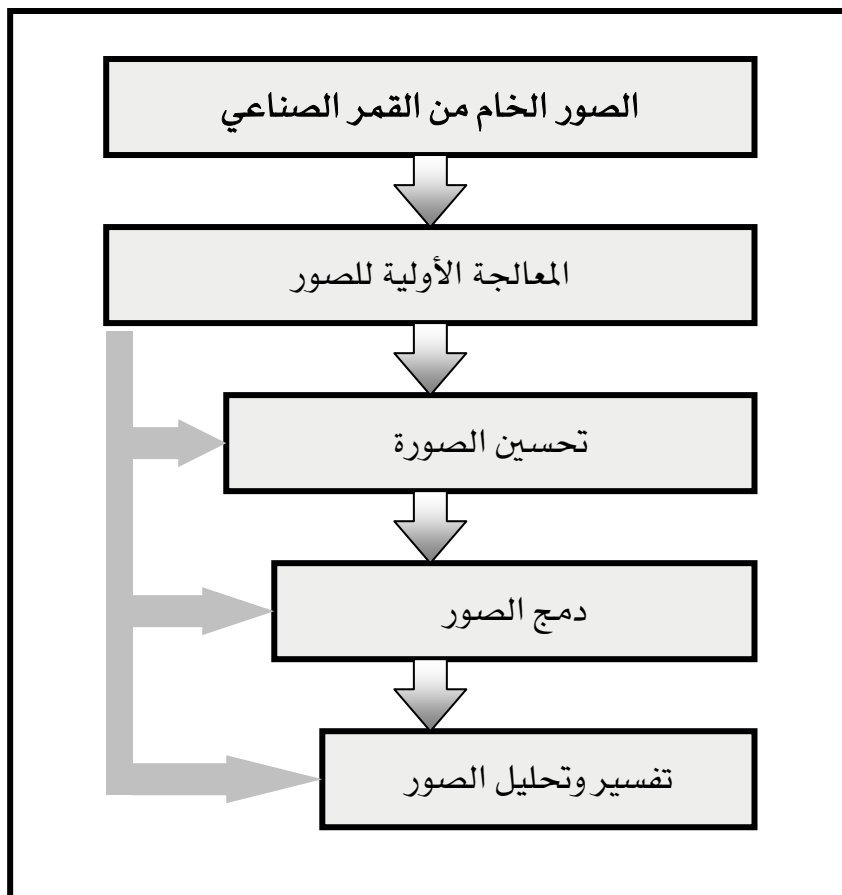 الصور الخام من القمر الصناعي
المعالجة الأولية للصور
تحسين الصورة
دمج الصور
تفسير وتحليل الصور